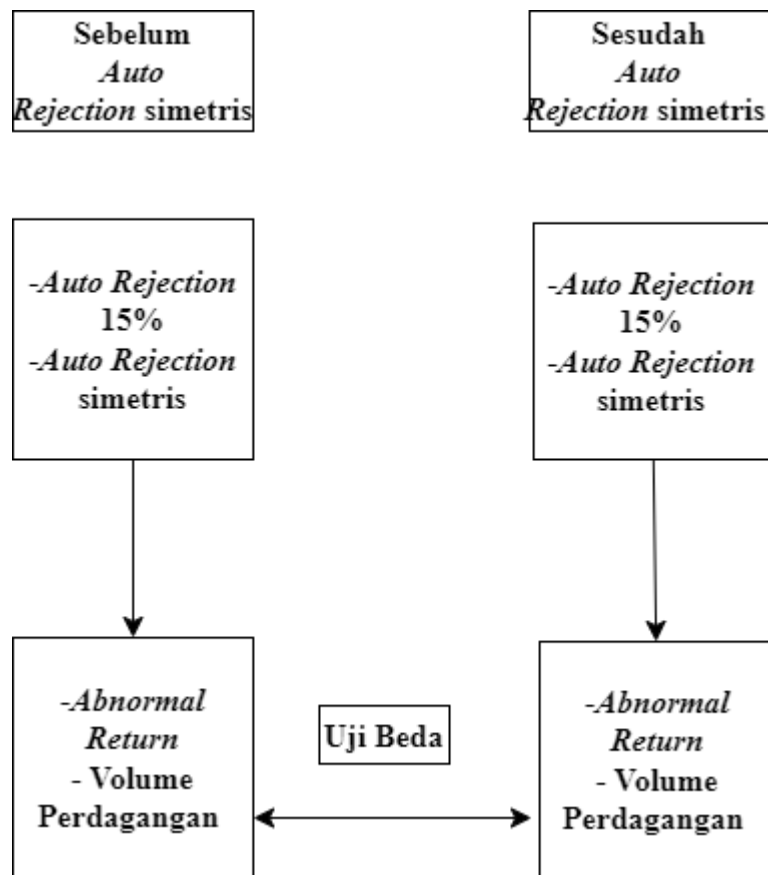 Sebelum
Auto
Rejection simetris
Sesudah
Auto
Rejection simetris
-Auto Rejection
15%
-Auto Rejection
simetris
-Auto Rejection
15%
-Auto Rejection
simetris
-Abnormal
Return
- Volume
Perdagangan
Uji Beda
-Abnormal
Return
- Volume
Perdagangan